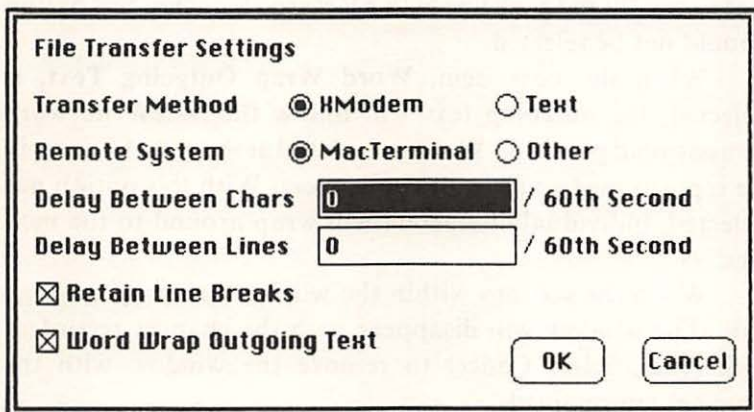 File Transfer Settings
Transfer Method XModem Text
Remote System MacTerminal Other
Delay Between Chars 0 / 60th Second
Delay Between Lines 0 / 60th Second
Retain Line Breaks
Word Wrap Outgoing Text
OK Cancel